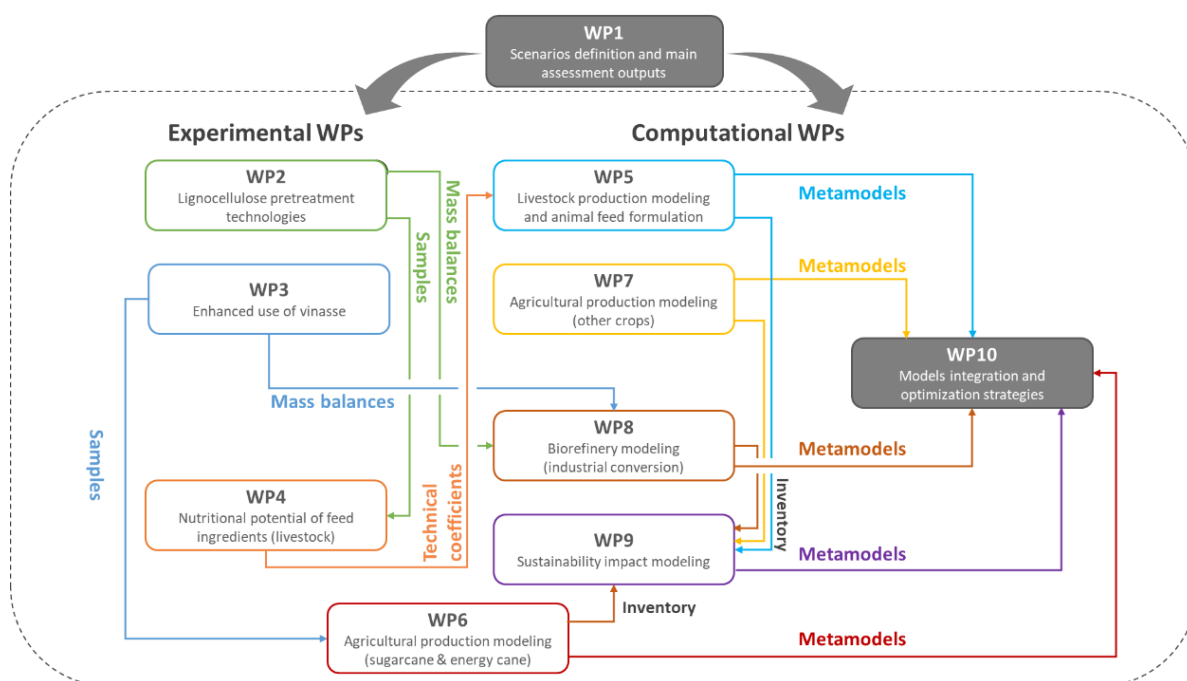 WP1
Scenarios definition and main
assessment outputs
Experimental WPs
Computational WPs
WP2
Lignocellulose pretreatment
technologies
Mass balances
Samples
WP5
Livestock production modeling
and animal feed formulation
Metamodels
WP3
Enhanced use of vinasse
WP7
Agricultural production modeling
(other crops)
Metamodels
WP10
Models integration and
optimization strategies
Mass balances
WP8
Biorefinery modeling
(industrial conversion)
Metamodels
Samples
WP4
Nutritional potential of feed
ingredients (livestock)
Technical
coefficients
Inventory
WP9
Sustainability impact modeling
Metamodels
Inventory
WP6
Agricultural production modeling
(sugarcane & energy cane)
Metamodels